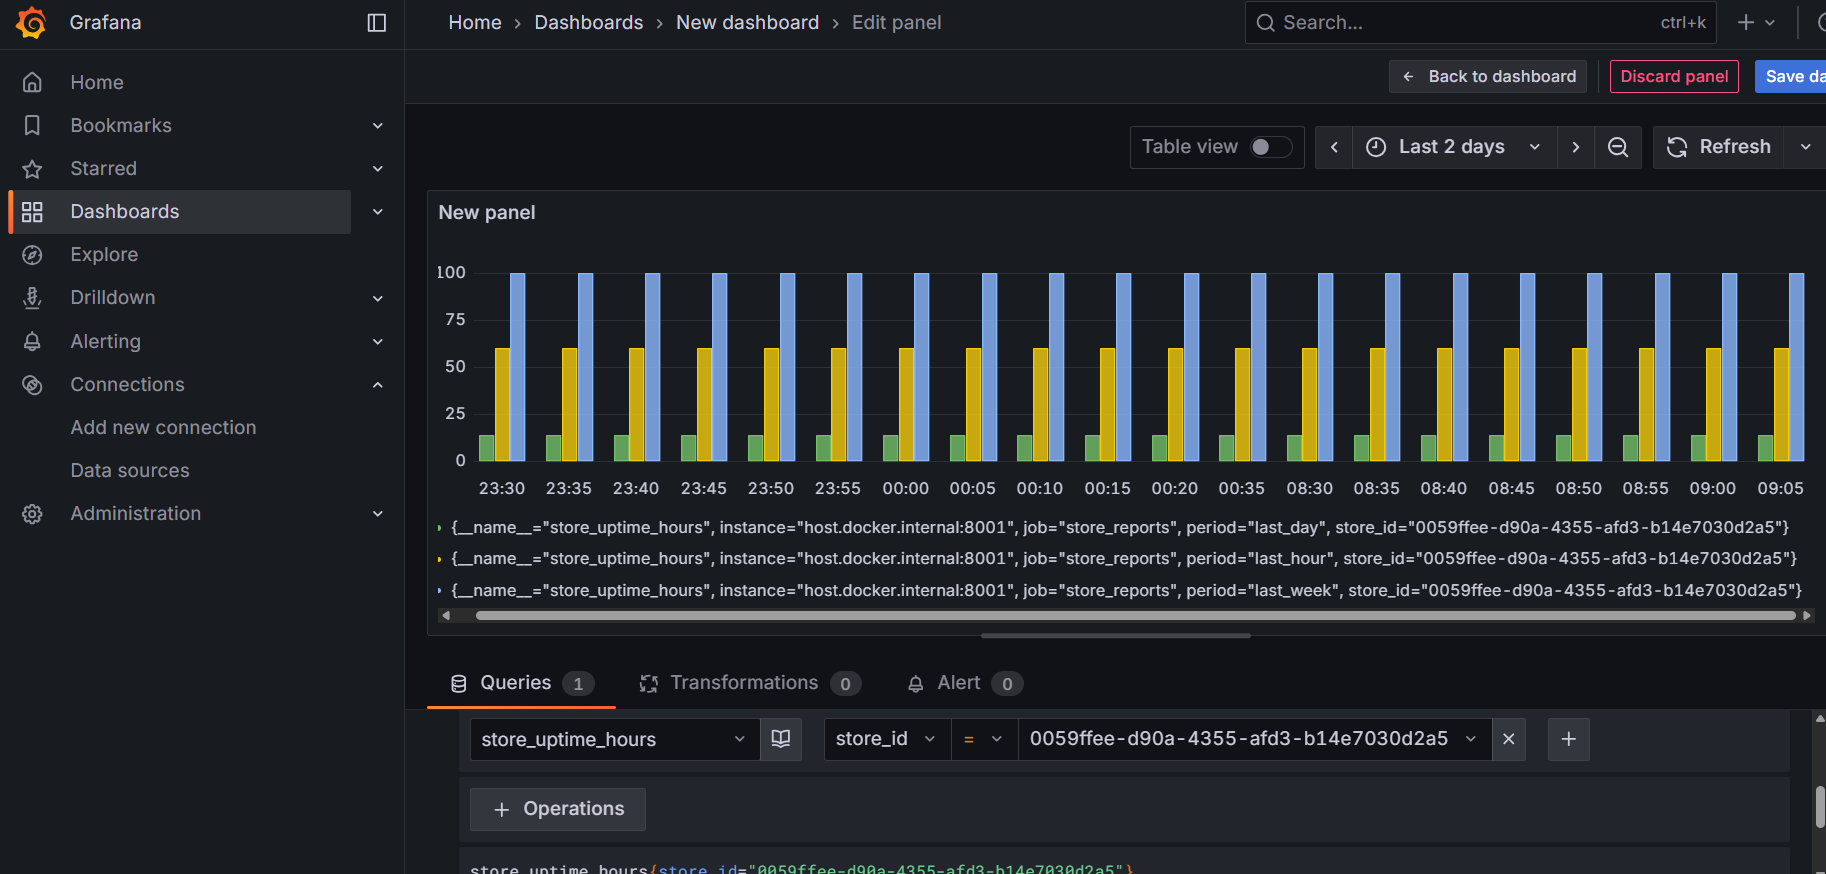 Grafana
Home › Dashboards › New dashboard › Edit panel
Search... ctrl+k
Back to dashboard
Discard panel
Save da
Home
Bookmarks
Starred
Dashboards
Explore
Drilldown
Alerting
Connections
Add new connection
Data sources
Administration
Table view
Last 2 days
Refresh
New panel
100
75
50
25
0
23:30 23:35 23:40 23:45 23:50 23:55 00:00 00:05 00:10 00:15 00:20 00:35 08:30 08:35 08:40 08:45 08:50 08:55 09:00 09:05
{__name__="store_uptime_hours", instance="host.docker.internal:8001", job="store_reports", period="last_day", store_id="0059ffee-d90a-4355-afd3-b14e7030d2a5"}
{__name__="store_uptime_hours", instance="host.docker.internal:8001", job="store_reports", period="last_hour", store_id="0059ffee-d90a-4355-afd3-b14e7030d2a5"}
{__name__="store_uptime_hours", instance="host.docker.internal:8001", job="store_reports", period="last_week", store_id="0059ffee-d90a-4355-afd3-b14e7030d2a5"}
Queries 1 Transformations 0 Alert 0
store_uptime_hours store_id = 0059ffee-d90a-4355-afd3-b14e7030d2a5
+ Operations
store_uptime_hours{store_id="0059ffee-d90a-4355-afd3-b14e7030d2a5"}